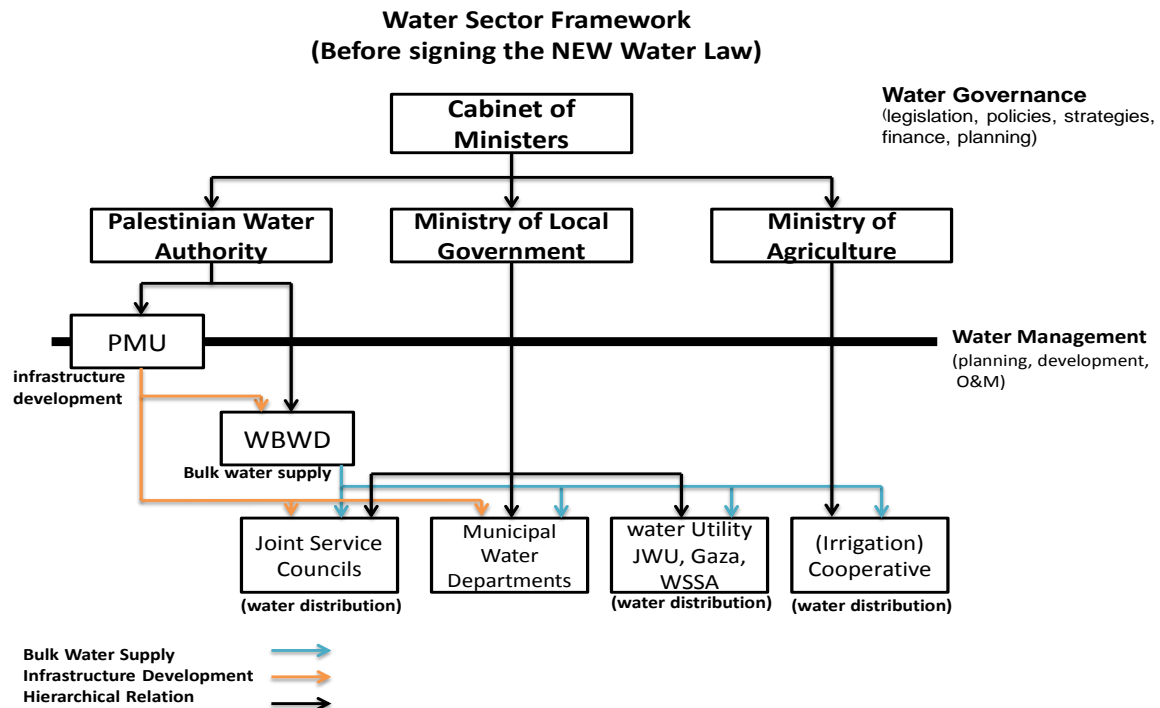 Water Sector Framework
(Before signing the NEW Water Law)
Cabinet of
Ministers
Water Governance
(legislation, policies, strategies,
finance, planning)
Palestinian Water
Authority
Ministry of Local
Government
Ministry of
Agriculture
PMU
Water Management
(planning, development,
O&M)
infrastructure
development
WBWD
Bulk water supply
Joint Service
Councils
(water distribution)
Municipal
Water
Departments
water Utility
JWU, Gaza,
WSSA
(water distribution)
(Irrigation)
Cooperative
(water distribution)
Bulk Water Supply
Infrastructure Development
Hierarchical Relation